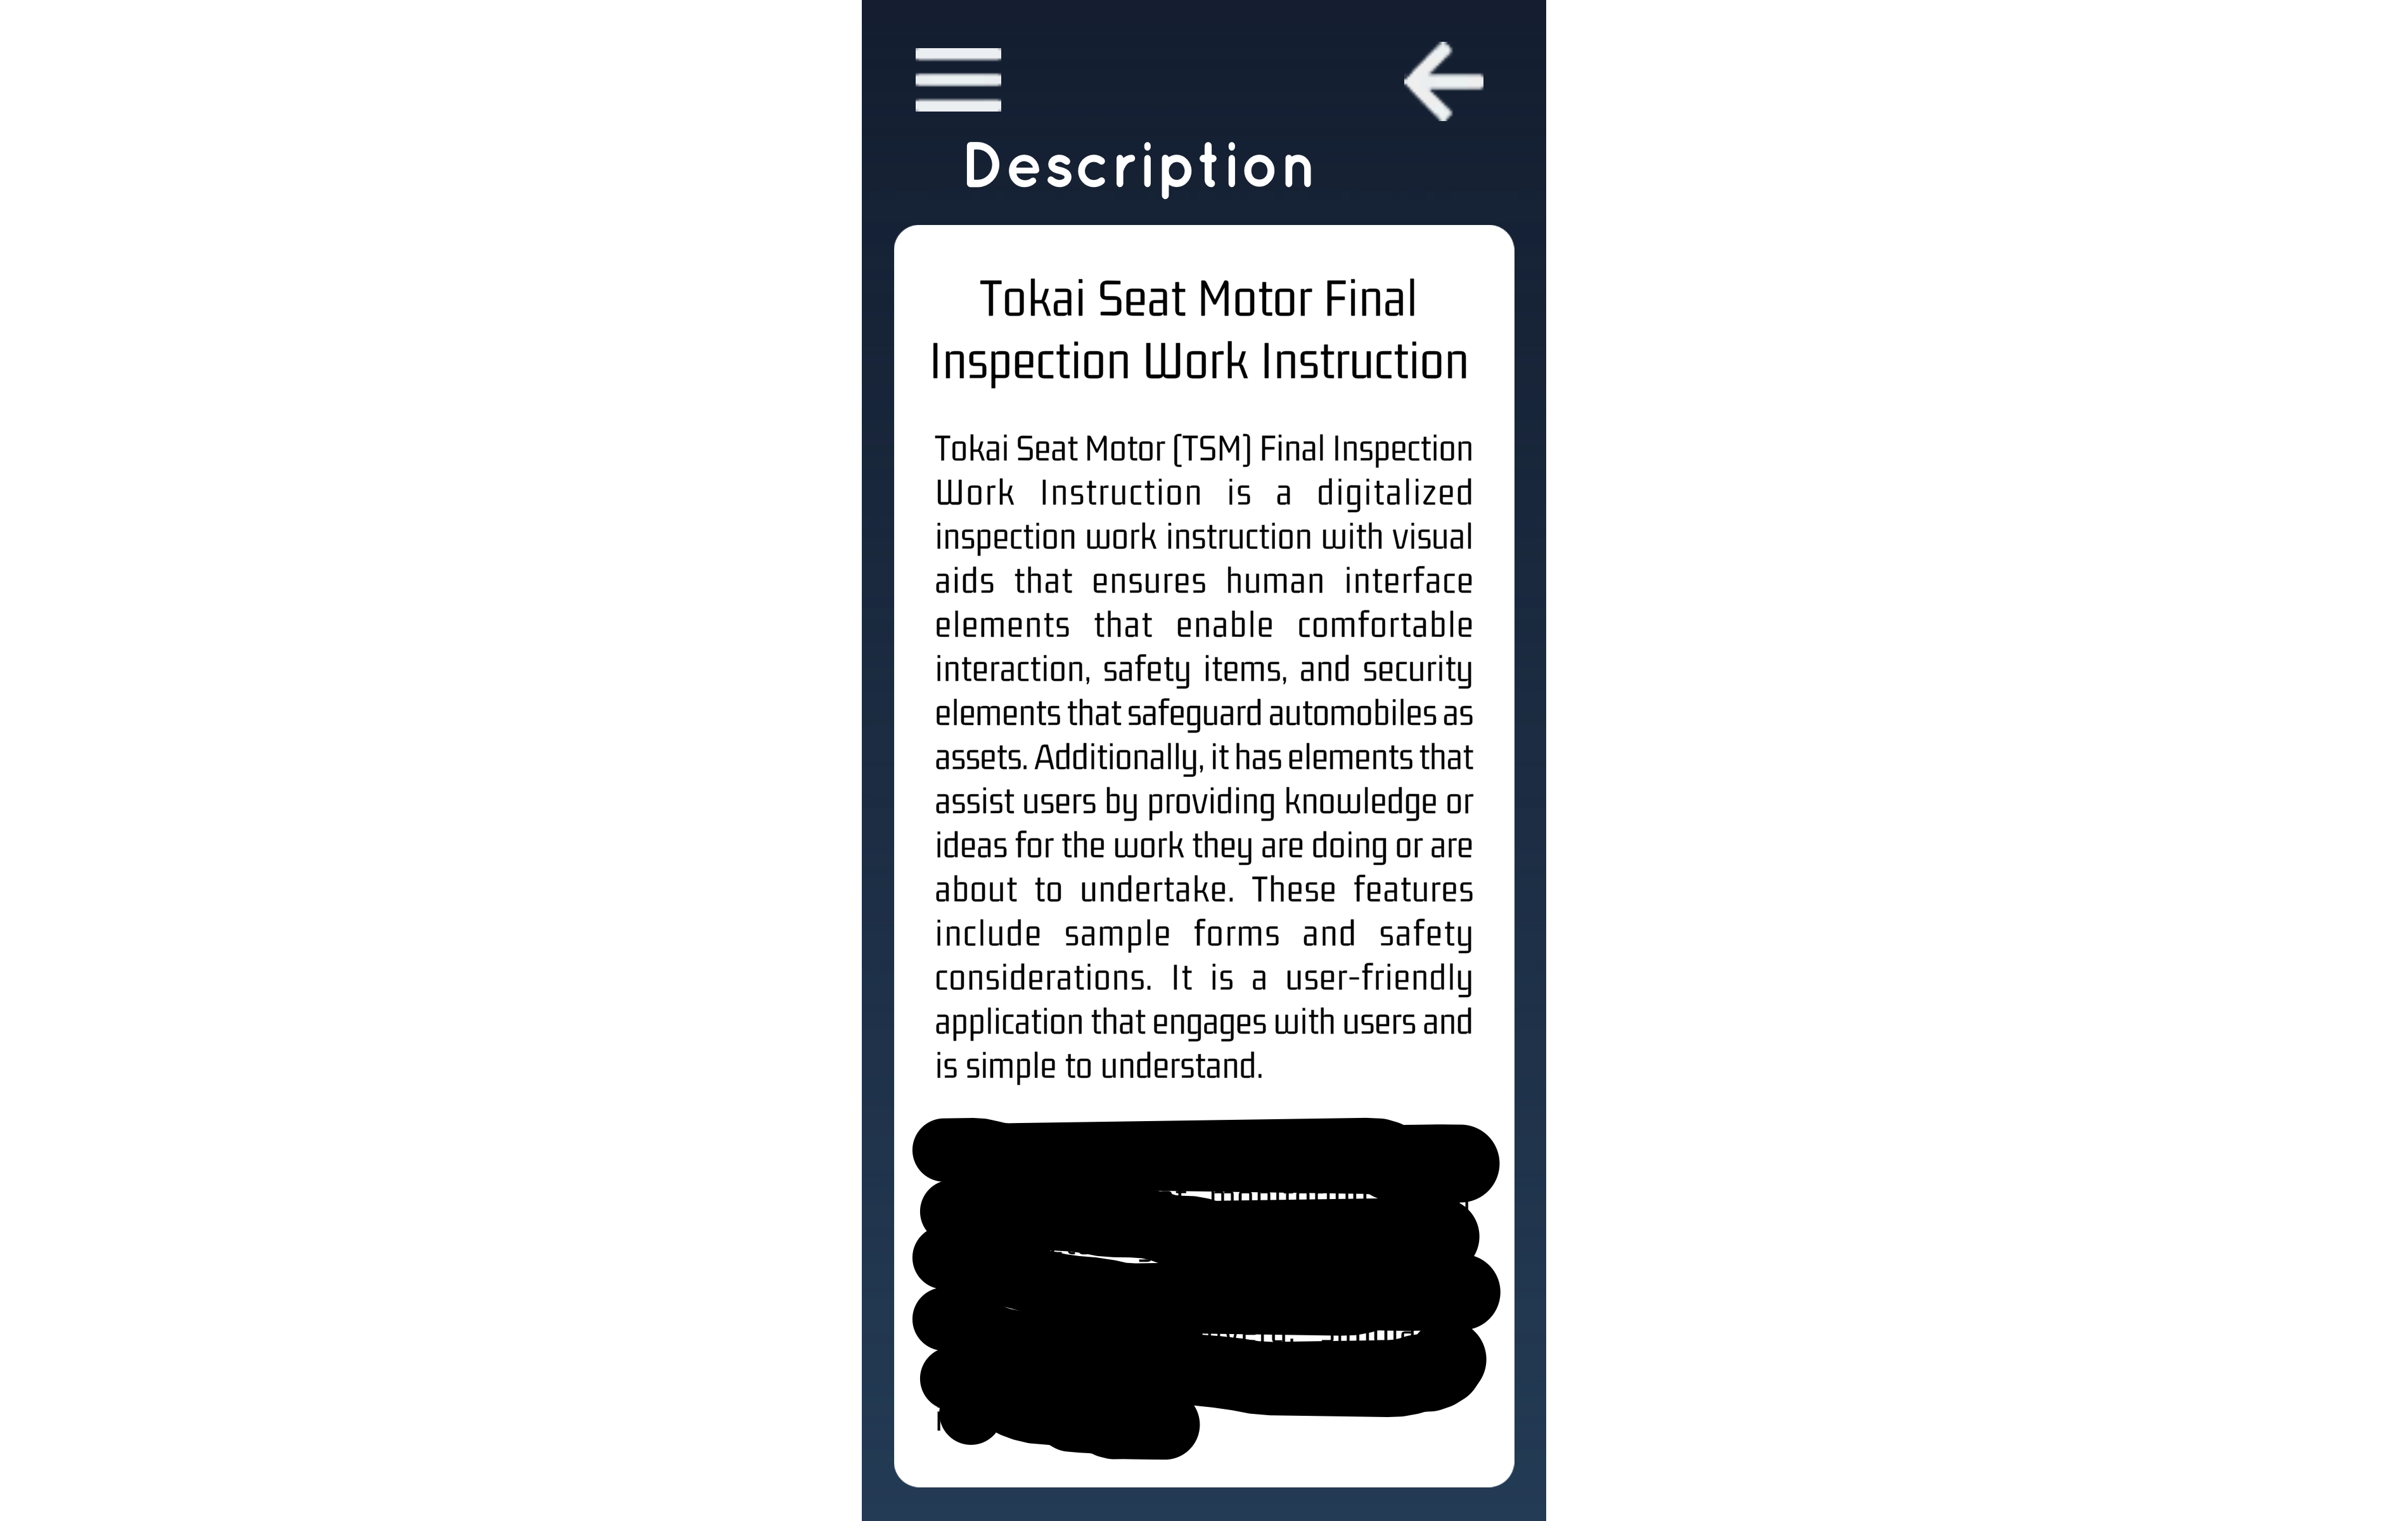 Description
Tokai Seat Motor Final
Inspection Work Instruction
Tokai Seat Motor (TSM) Final Inspection
Work Instruction is a digitalized
inspection work instruction with visual
aids that ensures human interface
elements that enable comfortable
interaction, safety items, and security
elements that safeguard automobiles as
assets. Additionally, it has elements that
assist users by providing knowledge or
ideas for the work they are doing or are
about to undertake. These features
include sample forms and safety
considerations. It is a user-friendly
application that engages with users and
is simple to understand.